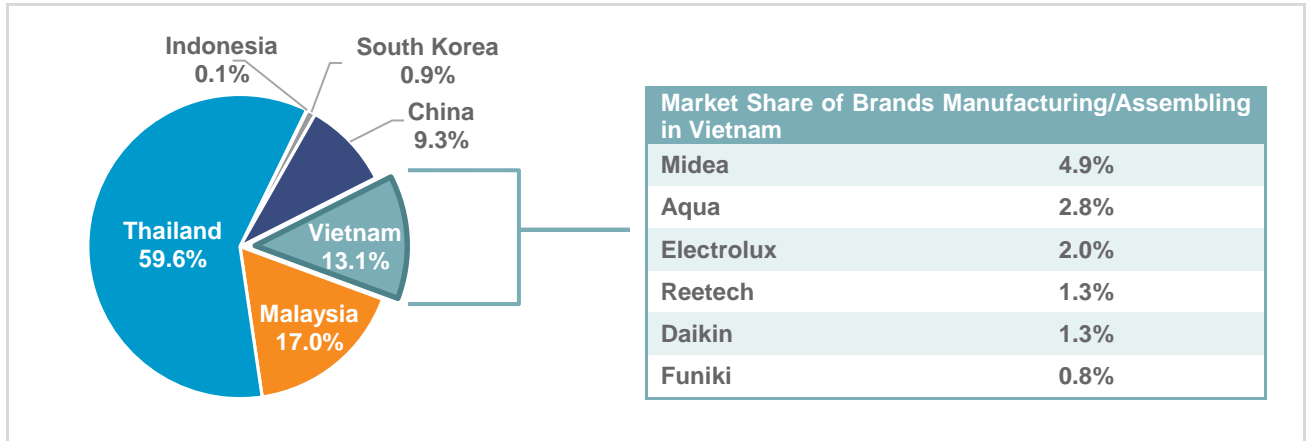 Indonesia
0.1%
South Korea
0.9%
China
9.3%
Thailand
59.6%
Vietnam
13.1%
Malaysia
17.0%
Market Share of Brands Manufacturing/Assembling
in Vietnam
Midea 4.9%
Aqua 2.8%
Electrolux 2.0%
Reetech 1.3%
Daikin 1.3%
Funiki 0.8%